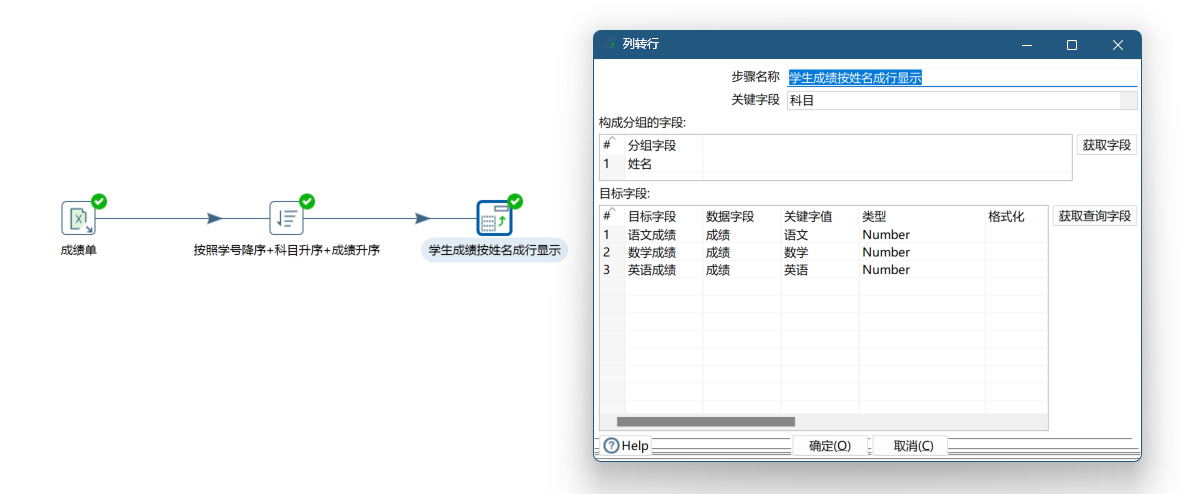 成绩单
按照学号降序+科目升序+成绩升序
学生成绩按姓名成行显示
列转行
步骤名称 学生成绩按姓名成行显示
关键字段 科目
构成分组的字段:
# 分组字段
1 姓名
获取字段
目标字段:
# 目标字段 数据字段 关键字值 类型 格式化
1 语文成绩 成绩 语文 Number
2 数学成绩 成绩 数学 Number
3 英语成绩 成绩 英语 Number
获取查询字段
Help 确定(O) 取消(C)